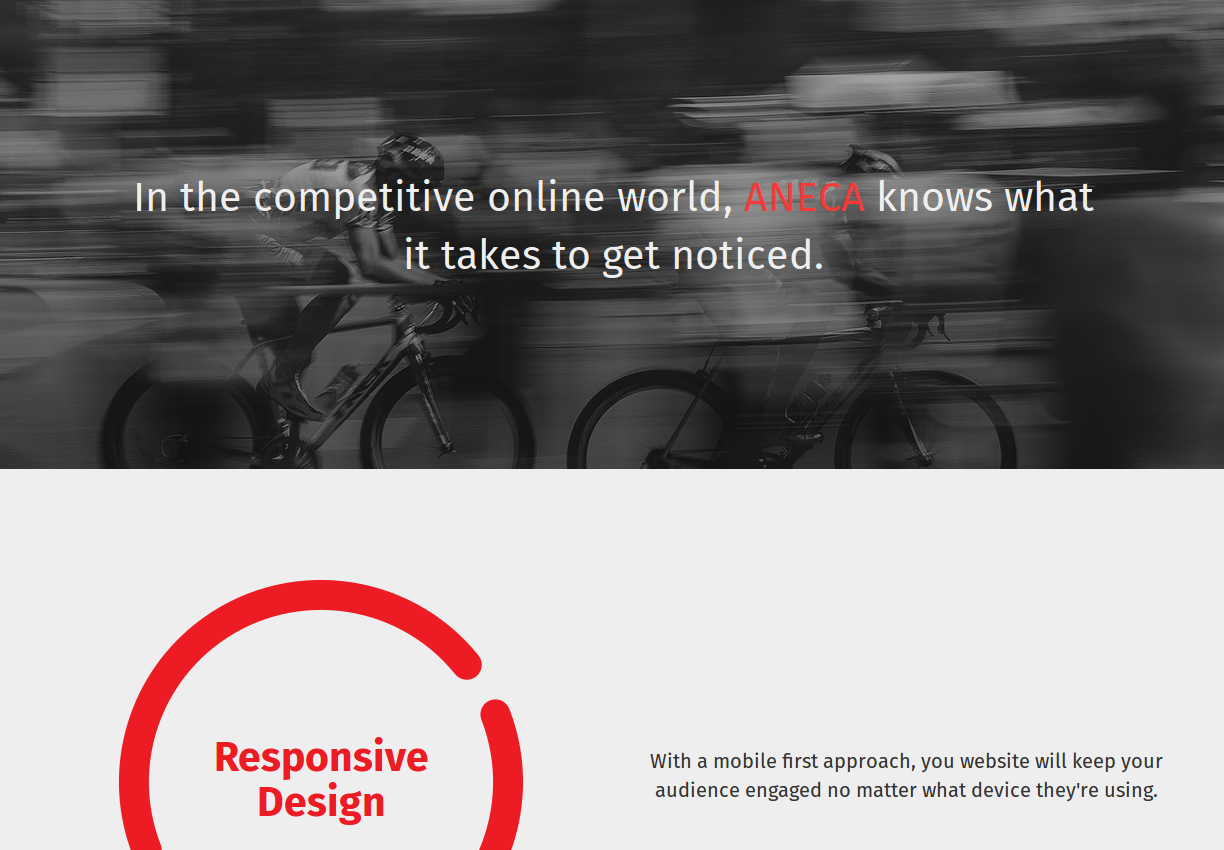 In the competitive online world, ANECA knows what
it takes to get noticed.
Responsive
Design
With a mobile first approach, you website will keep your
audience engaged no matter what device they're using.